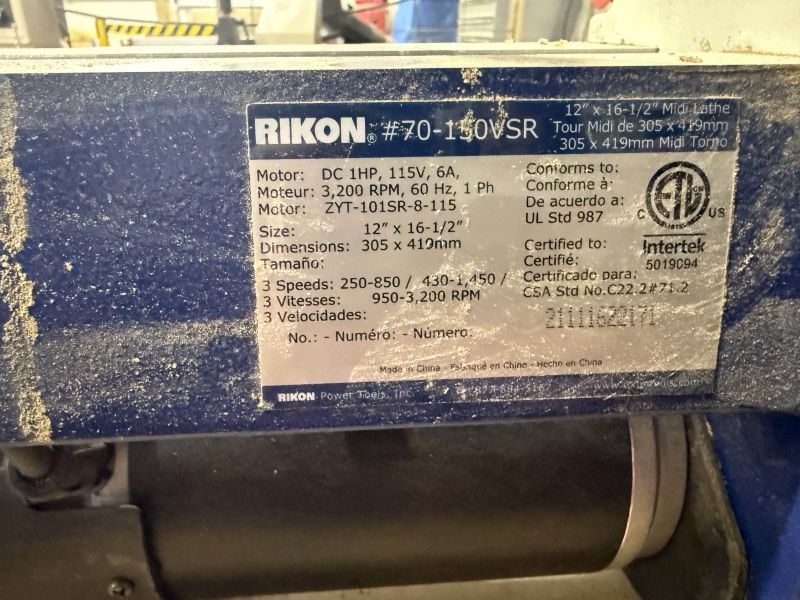 RIKON® #70-150VSR
12" x 16-1/2" Midi Lathe
Tour Midi de 305 x 419mm
305 x 419mm Midi Torno
Motor: DC 1HP, 115V, 6A,
Moteur: 3,200 RPM, 60 Hz, 1 Ph
Motor: ZYT-101SR-8-115
Size: 12" x 16-1/2"
Dimensions: 305 x 419mm
Tamaño:
3 Speeds: 250-850 / 430-1,450 /
3 Vitesses: 950-3,200 RPM
3 Velocidades:
No.: - Numéro: - Número:
Conforms to:
Conforme à:
De acuerdo a:
UL Std 987
Certified to:
Certifié:
Certificado para:
CSA Std No.C22.2#71.2
21111622171
C ETL US
LISTED
Intertek
5019094
Made in China - Fabriqué en Chine - Hecho en China
RIKON Power Tools, Inc.